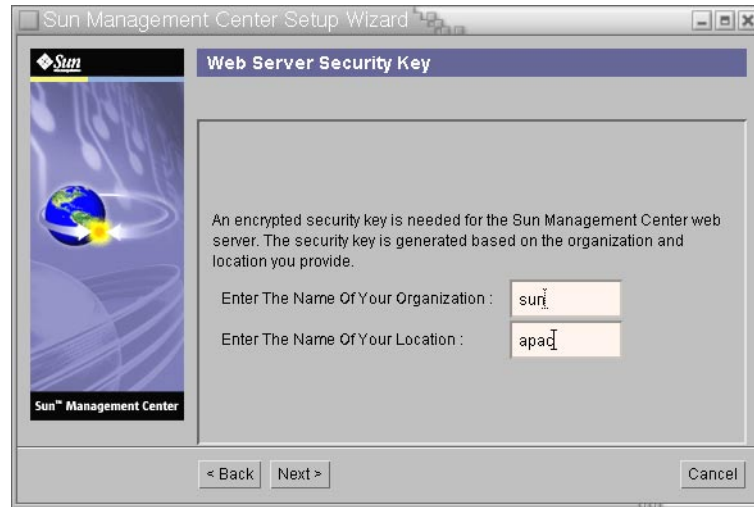 Sun Management Center Setup Wizard
Sun
Web Server Security Key
An encrypted security key is needed for the Sun Management Center web
server. The security key is generated based on the organization and
location you provide.
Enter The Name Of Your Organization :
sun
Enter The Name Of Your Location :
apac
Sun™ Management Center
< Back
Next >
Cancel